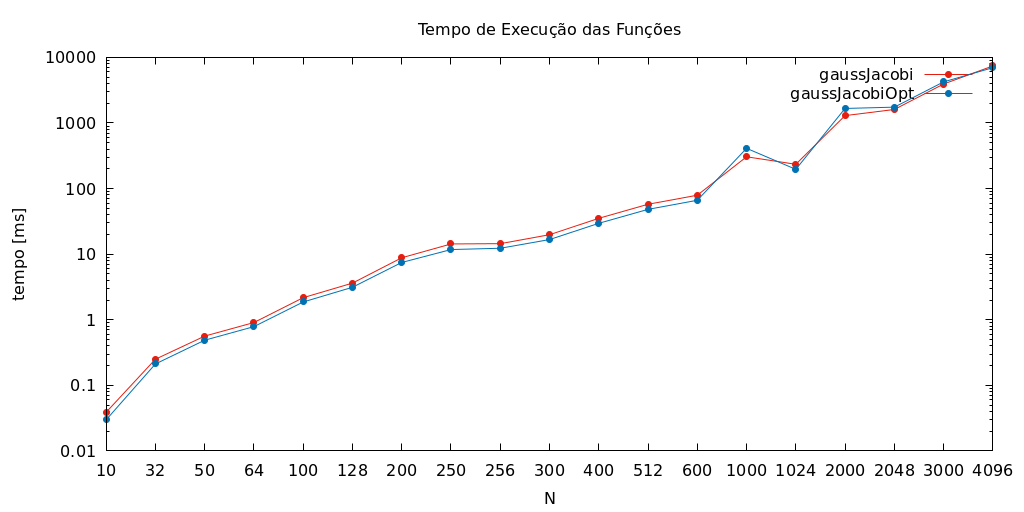 Tempo de Execução das Funções
gaussJacobi
gaussJacobiOpt
10000
1000
100
10
1
0.1
0.01
tempo [ms]
10 32 50 64 100 128 200 250 256 300 400 512 600 1000 1024 2000 2048 3000 4096
N